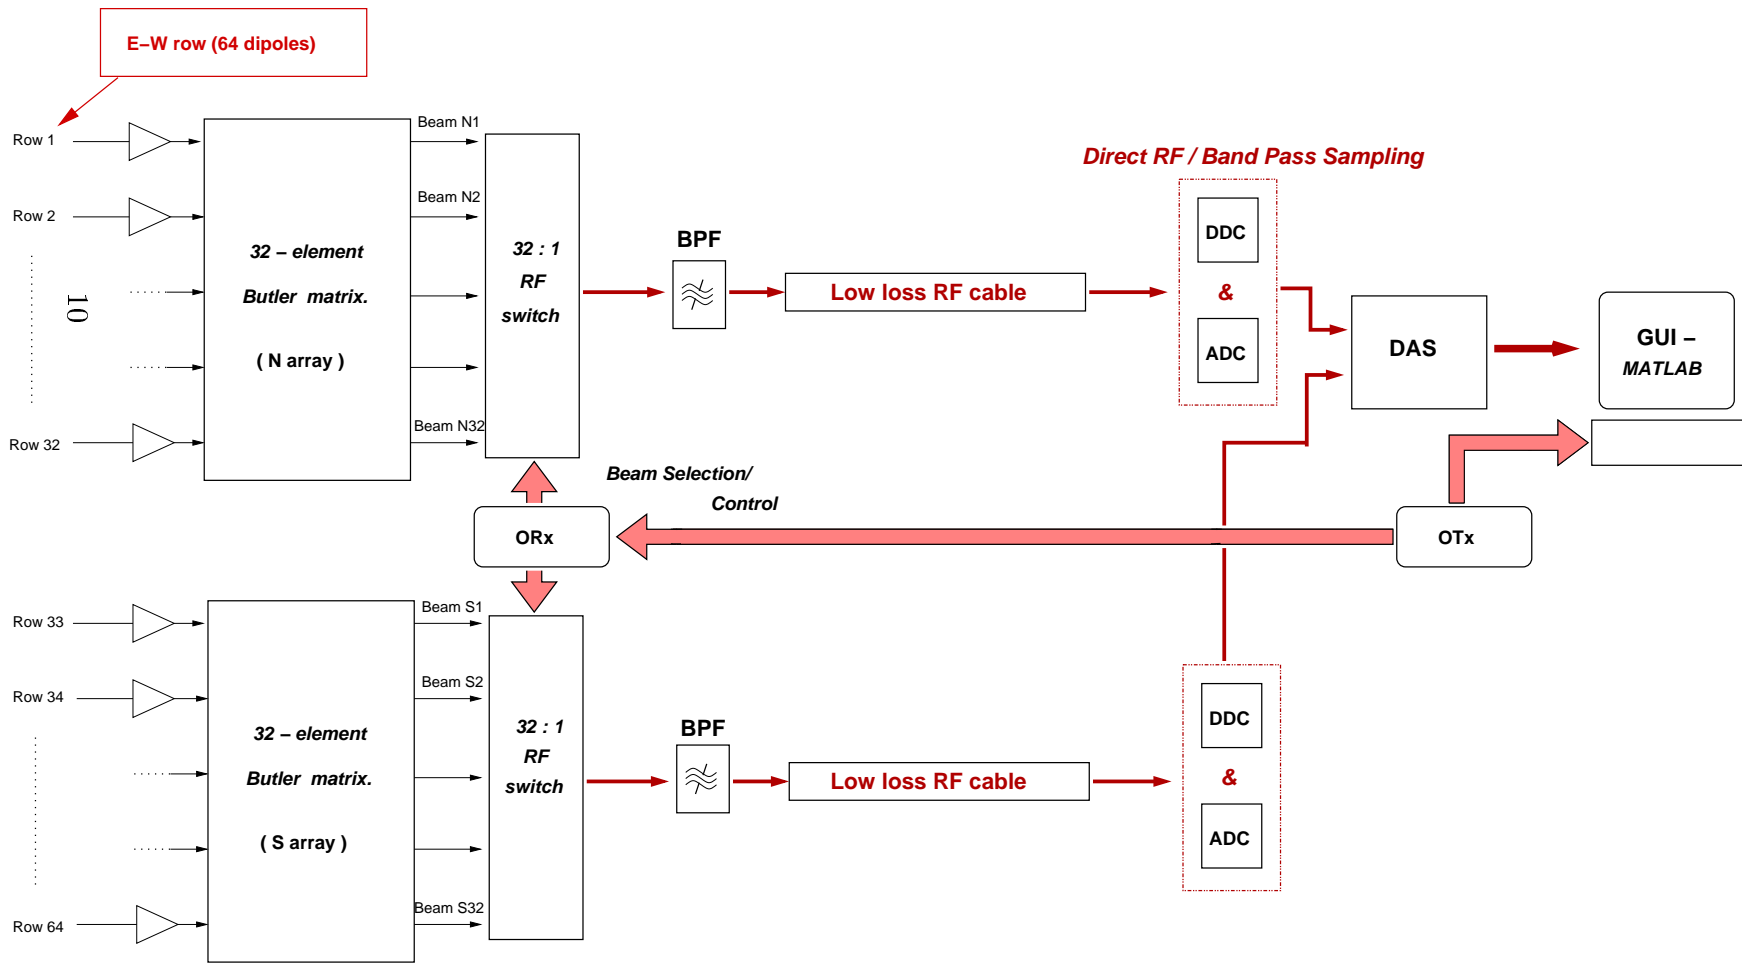 E–W row (64 dipoles)
Row 1
Row 2
10
Row 32
32 – element
Butler matrix.
( N array )
Beam N1
Beam N2
Beam N32
32 : 1
RF
switch
BPF
Low loss RF cable
Direct RF / Band Pass Sampling
DDC
&
ADC
DAS
GUI –
MATLAB
Beam Selection/
Control
ORx
OTx
Row 33
Row 34
Row 64
32 – element
Butler matrix.
( S array )
Beam S1
Beam S2
Beam S32
32 : 1
RF
switch
BPF
Low loss RF cable
DDC
&
ADC